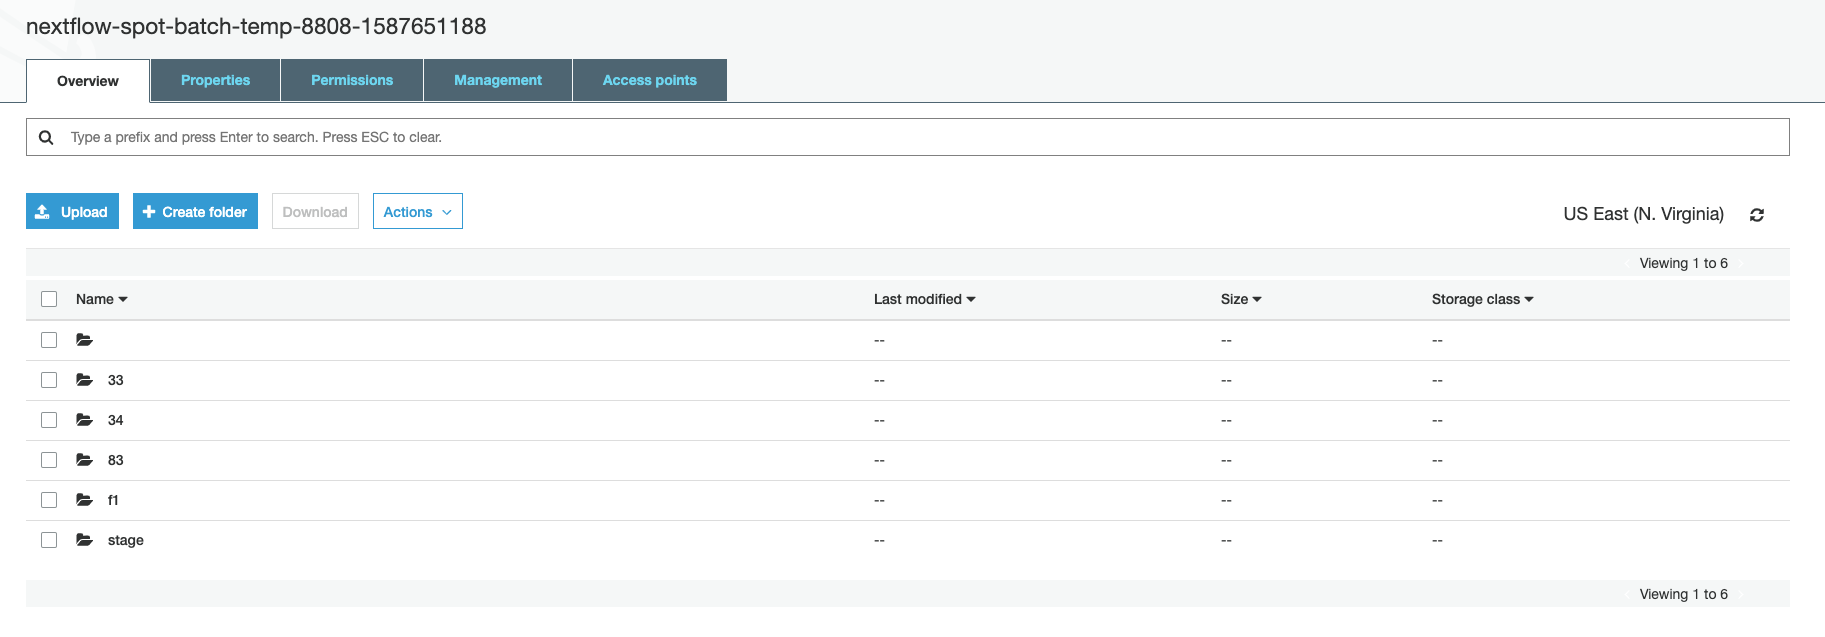 nextflow-spot-batch-temp-8808-1587651188
Overview Properties Permissions Management Access points
Type a prefix and press Enter to search. Press ESC to clear.
Upload Create folder Download Actions US East (N. Virginia)
Viewing 1 to 6
Name Last modified Size Storage class
-- -- --
33 -- -- --
34 -- -- --
83 -- -- --
f1 -- -- --
stage -- -- --
Viewing 1 to 6